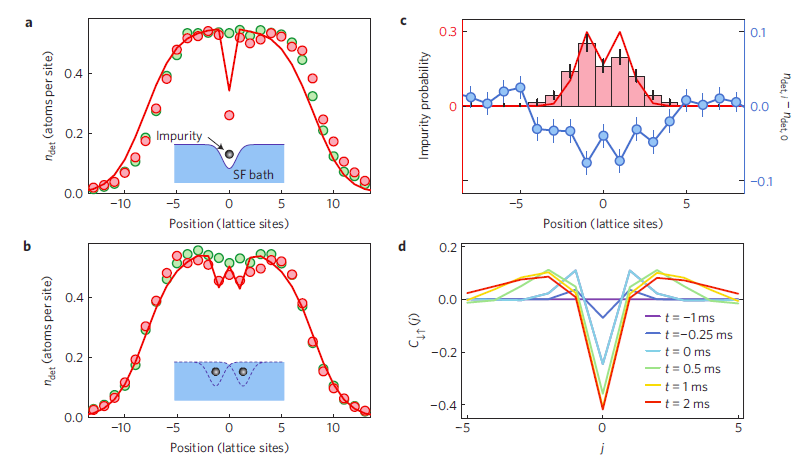 a
n_det (atoms per site)
0.4
0.2
0.0
Impurity
SF bath
−10
−5
0
5
10
Position (lattice sites)
b
n_det (atoms per site)
0.4
0.2
0.0
−10
−5
0
5
10
Position (lattice sites)
c
Impurity probability
0.3
0
0.1
0.0
−0.1
n_det,i − n_det,0
−5
0
5
Position (lattice sites)
d
C↓↑ (j)
0.2
0.0
−0.2
−0.4
t = −1 ms
t = −0.25 ms
t = 0 ms
t = 0.5 ms
t = 1 ms
t = 2 ms
−5
0
5
j